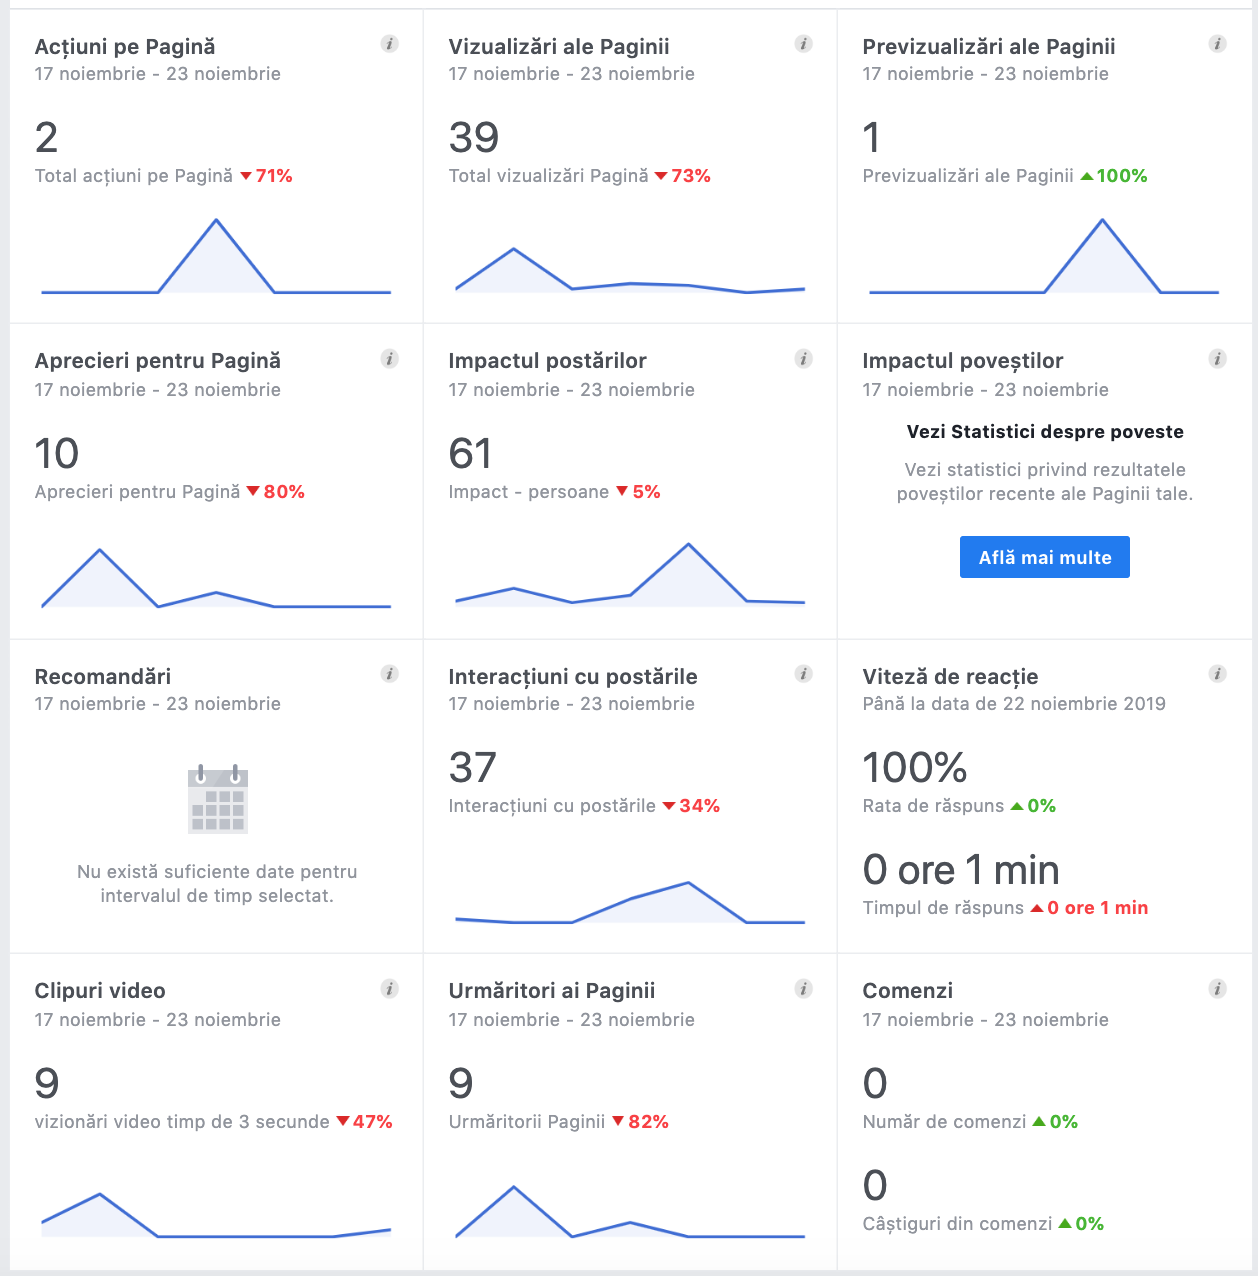 Acțiuni pe Pagină
17 noiembrie - 23 noiembrie
2
Total acțiuni pe Pagină ▼71%
Vizualizări ale Paginii
17 noiembrie - 23 noiembrie
39
Total vizualizări Pagină ▼73%
Previzualizări ale Paginii
17 noiembrie - 23 noiembrie
1
Previzualizări ale Paginii ▲100%
Aprecieri pentru Pagină
17 noiembrie - 23 noiembrie
10
Aprecieri pentru Pagină ▼80%
Impactul postărilor
17 noiembrie - 23 noiembrie
61
Impact - persoane ▼5%
Impactul poveștilor
17 noiembrie - 23 noiembrie
Vezi Statistici despre poveste
Vezi statistici privind rezultatele
poveștilor recente ale Paginii tale.
Află mai multe
Recomandări
17 noiembrie - 23 noiembrie
Nu există suficiente date pentru
intervalul de timp selectat.
Interacțiuni cu postările
17 noiembrie - 23 noiembrie
37
Interacțiuni cu postările ▼34%
Viteză de reacție
Până la data de 22 noiembrie 2019
100%
Rata de răspuns ▲0%
0 ore 1 min
Timpul de răspuns ▲0 ore 1 min
Clipuri video
17 noiembrie - 23 noiembrie
9
vizionări video timp de 3 secunde ▼47%
Urmăritori ai Paginii
17 noiembrie - 23 noiembrie
9
Urmăritorii Paginii ▼82%
Comenzi
17 noiembrie - 23 noiembrie
0
Număr de comenzi ▲0%
0
Câștiguri din comenzi ▲0%